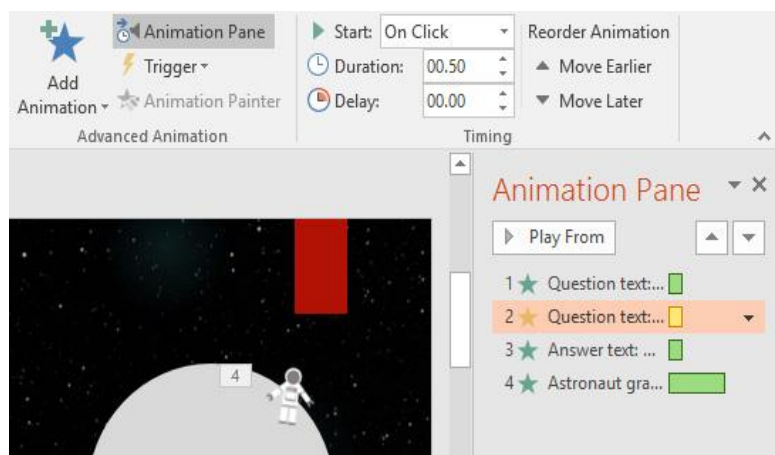 Add
Animation
Animation Pane
Trigger
Animation Painter
Advanced Animation
Start: On Click
Duration: 00.50
Delay: 00.00
Timing
Reorder Animation
Move Earlier
Move Later
4
Animation Pane
Play From
1 Question text:...
2 Question text:...
3 Answer text: ...
4 Astronaut gra...